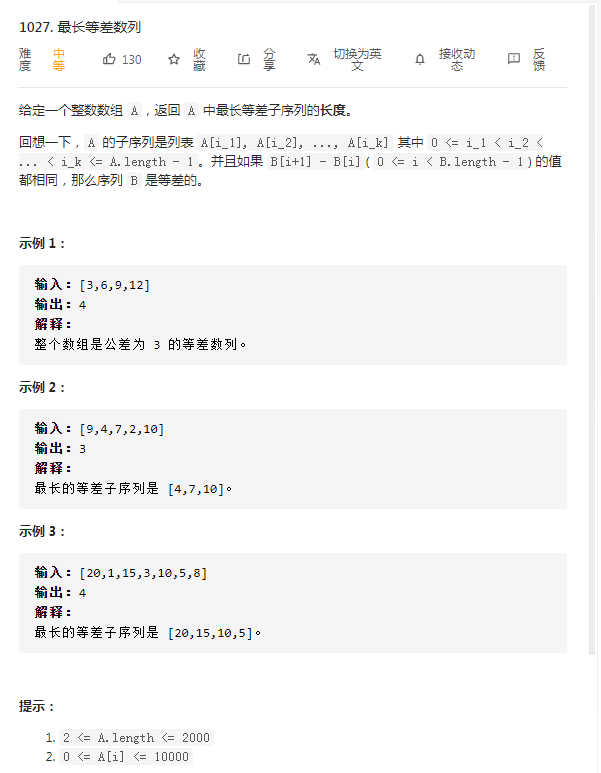 1027. 最长等差数列
难度 中等 130 收藏 分享 切换为英文 接收动态 反馈
给定一个整数数组 A，返回 A 中最长等差子序列的长度。
回想一下，A 的子序列是列表 A[i_1], A[i_2], ..., A[i_k] 其中 0 <= i_1 < i_2 <
... < i_k <= A.length - 1。并且如果 B[i+1] - B[i]( 0 <= i < B.length - 1) 的值
都相同，那么序列 B 是等差的。
示例 1：
输入：[3,6,9,12]
输出：4
解释：
整个数组是公差为 3 的等差数列。
示例 2：
输入：[9,4,7,2,10]
输出：3
解释：
最长的等差子序列是 [4,7,10]。
示例 3：
输入：[20,1,15,3,10,5,8]
输出：4
解释：
最长的等差子序列是 [20,15,10,5]。
提示：
1. 2 <= A.length <= 2000
2. 0 <= A[i] <= 10000